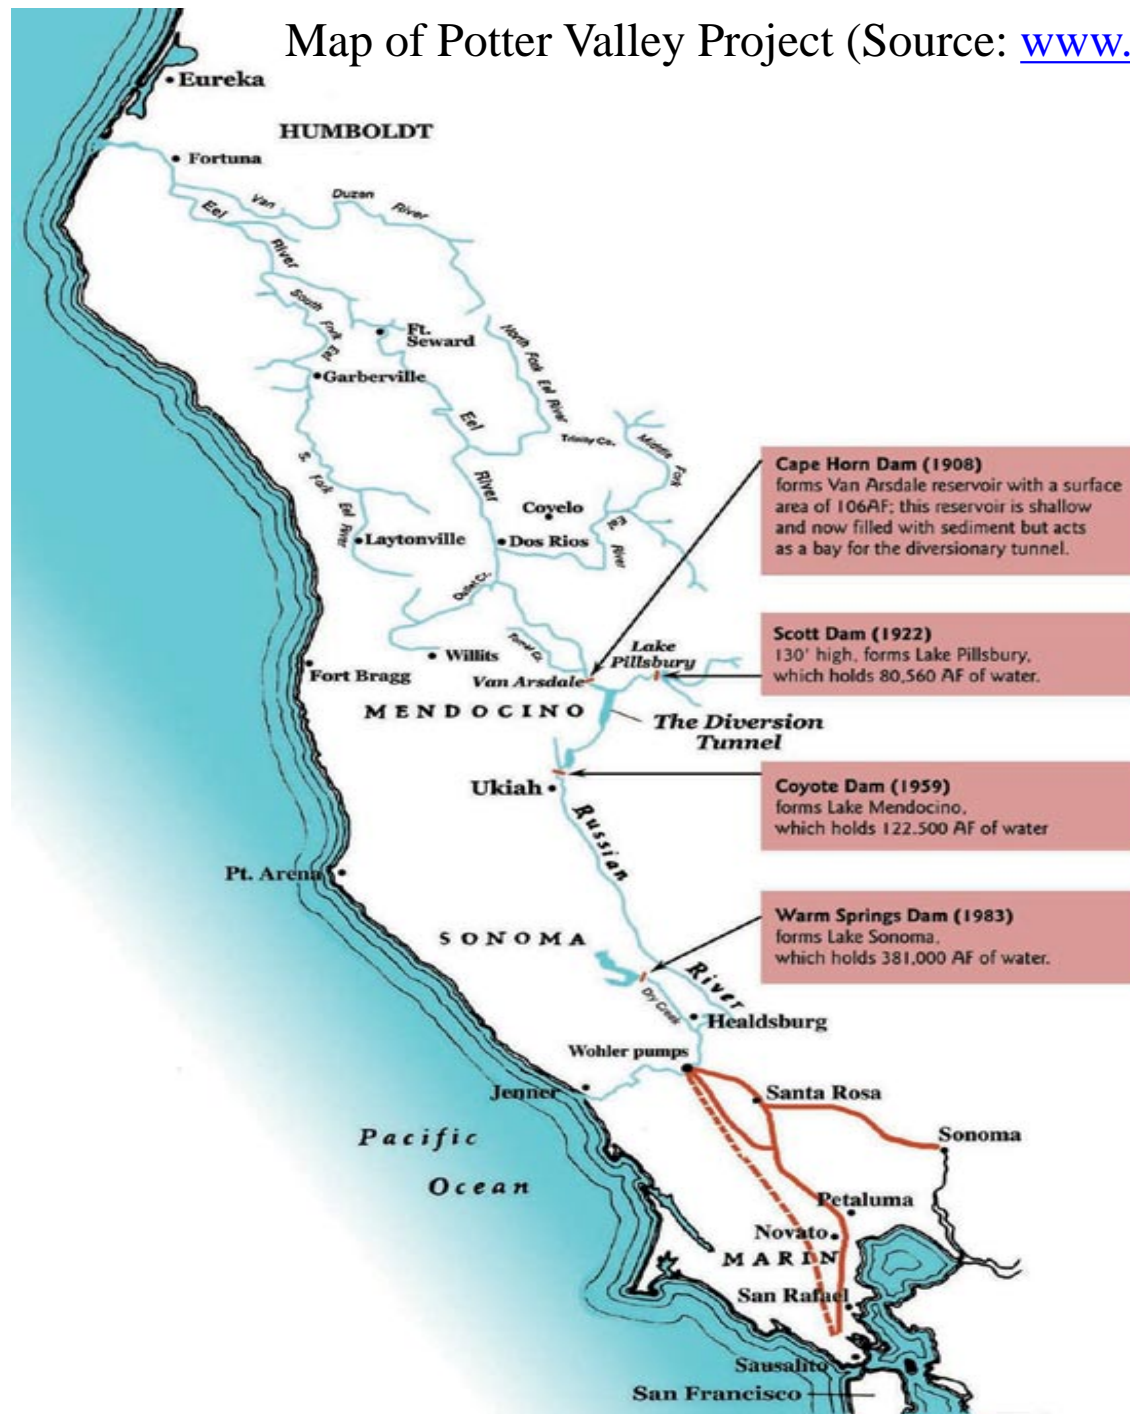 Map of Potter Valley Project (Source: www.
Eureka
HUMBOLDT
Fortuna
Van
Duzen
River
Eel
River
South
Fork
Eel
Ft.
Seward
North Fork Eel River
Garberville
Eel
River
Trinity Co.
Middle
Fork
Eel
River
S. Fork Eel River
Covelo
Laytonville
Dos Rios
Outlet Cr.
Cape Horn Dam (1908)
forms Van Arsdale reservoir with a surface
area of 106AF; this reservoir is shallow
and now filled with sediment but acts
as a bay for the diversionary tunnel.
Scott Dam (1922)
130' high, forms Lake Pillsbury,
which holds 80,560 AF of water.
Lake
Pillsbury
Willits
Van Arsdale
Fort Bragg
MENDOCINO
The Diversion
Tunnel
Coyote Dam (1959)
forms Lake Mendocino,
which holds 122.500 AF of water
Ukiah
Russian
River
Pt. Arena
SONOMA
Warm Springs Dam (1983)
forms Lake Sonoma,
which holds 381,000 AF of water.
Dry Creek
Healdsburg
Wohler pumps
Jenner
Santa Rosa
Sonoma
Pacific
Ocean
Petaluma
Novato
MARIN
San Rafael
Sausalito
San Francisco